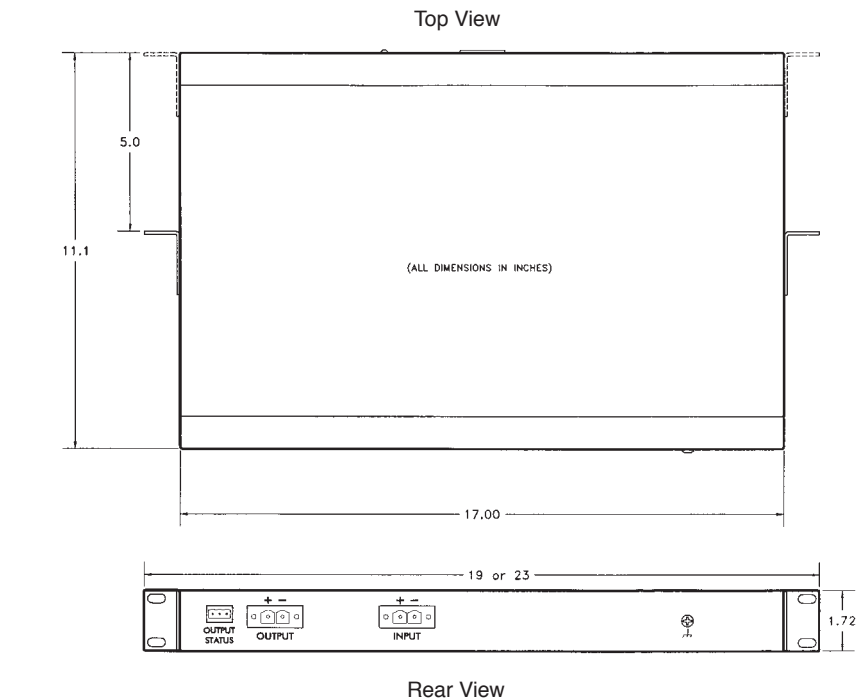 Top View
5.0
11.1
(ALL DIMENSIONS IN INCHES)
17.00
19 or 23
+ −
+ −
1.72
OUTPUT
STATUS
OUTPUT
INPUT
Rear View